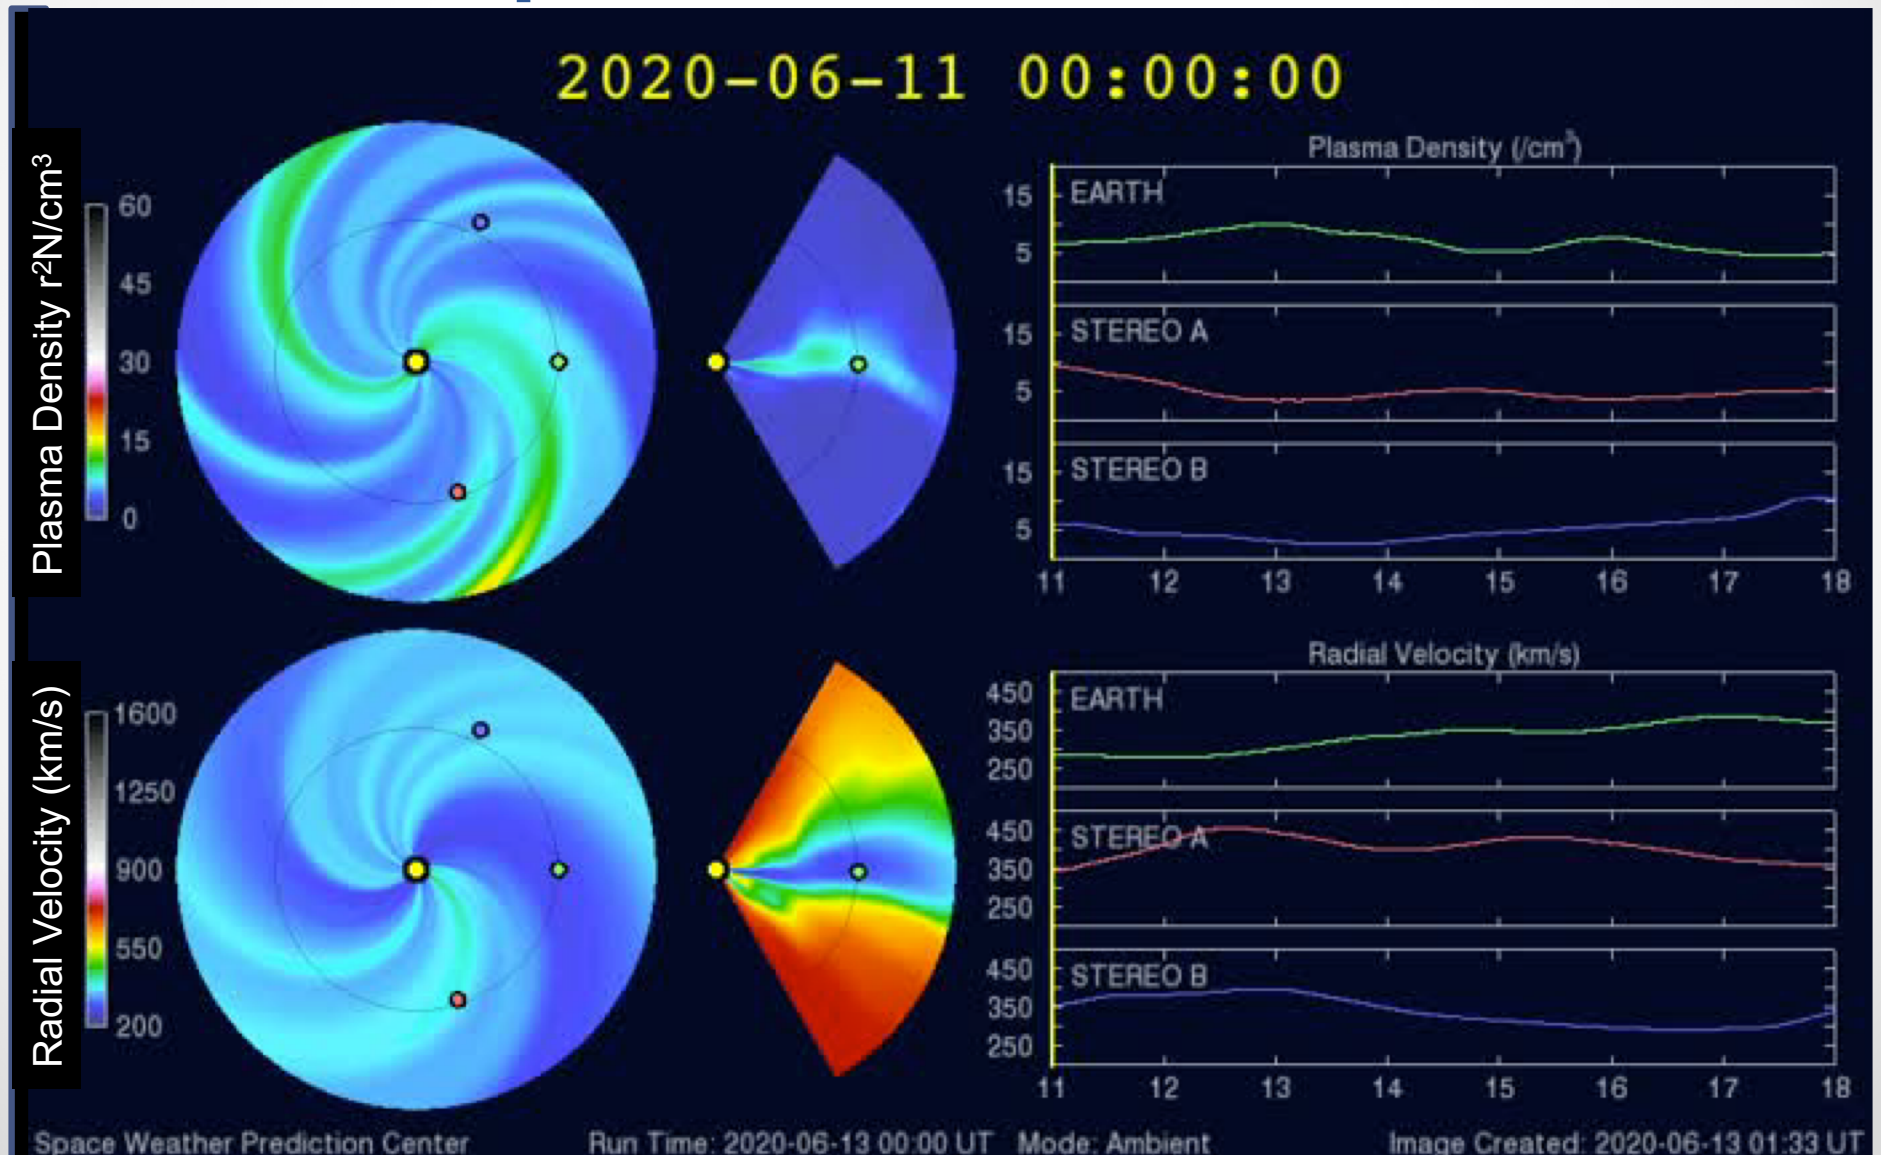 2020-06-11 00:00:00
Plasma Density r²N/cm³
60
45
30
15
0
Plasma Density (/cm³)
EARTH
15
5
STEREO A
15
5
STEREO B
15
5
11 12 13 14 15 16 17 18
Radial Velocity (km/s)
1600
1250
900
550
200
Radial Velocity (km/s)
EARTH
450
350
250
STEREO A
450
350
250
STEREO B
450
350
250
11 12 13 14 15 16 17 18
Space Weather Prediction Center Run Time: 2020-06-13 00:00 UT Mode: Ambient Image Created: 2020-06-13 01:33 UT